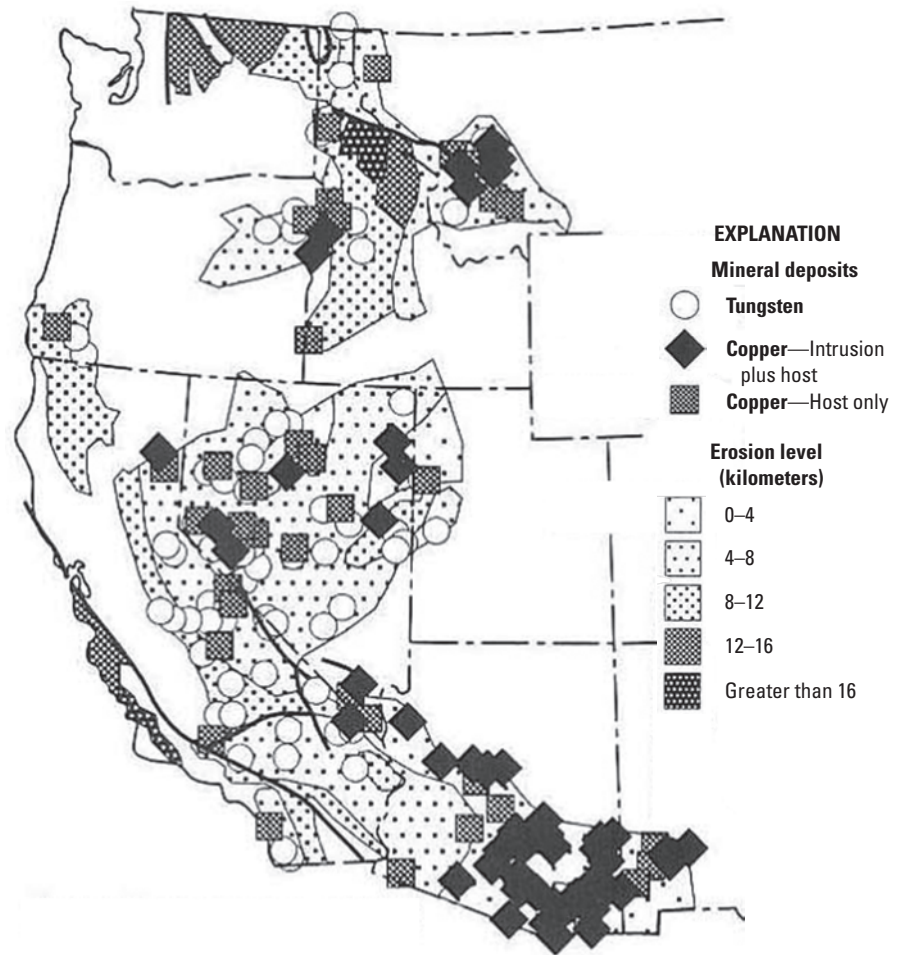 EXPLANATION
Mineral deposits
Tungsten
Copper—Intrusion
plus host
Copper—Host only
Erosion level
(kilometers)
0–4
4–8
8–12
12–16
Greater than 16